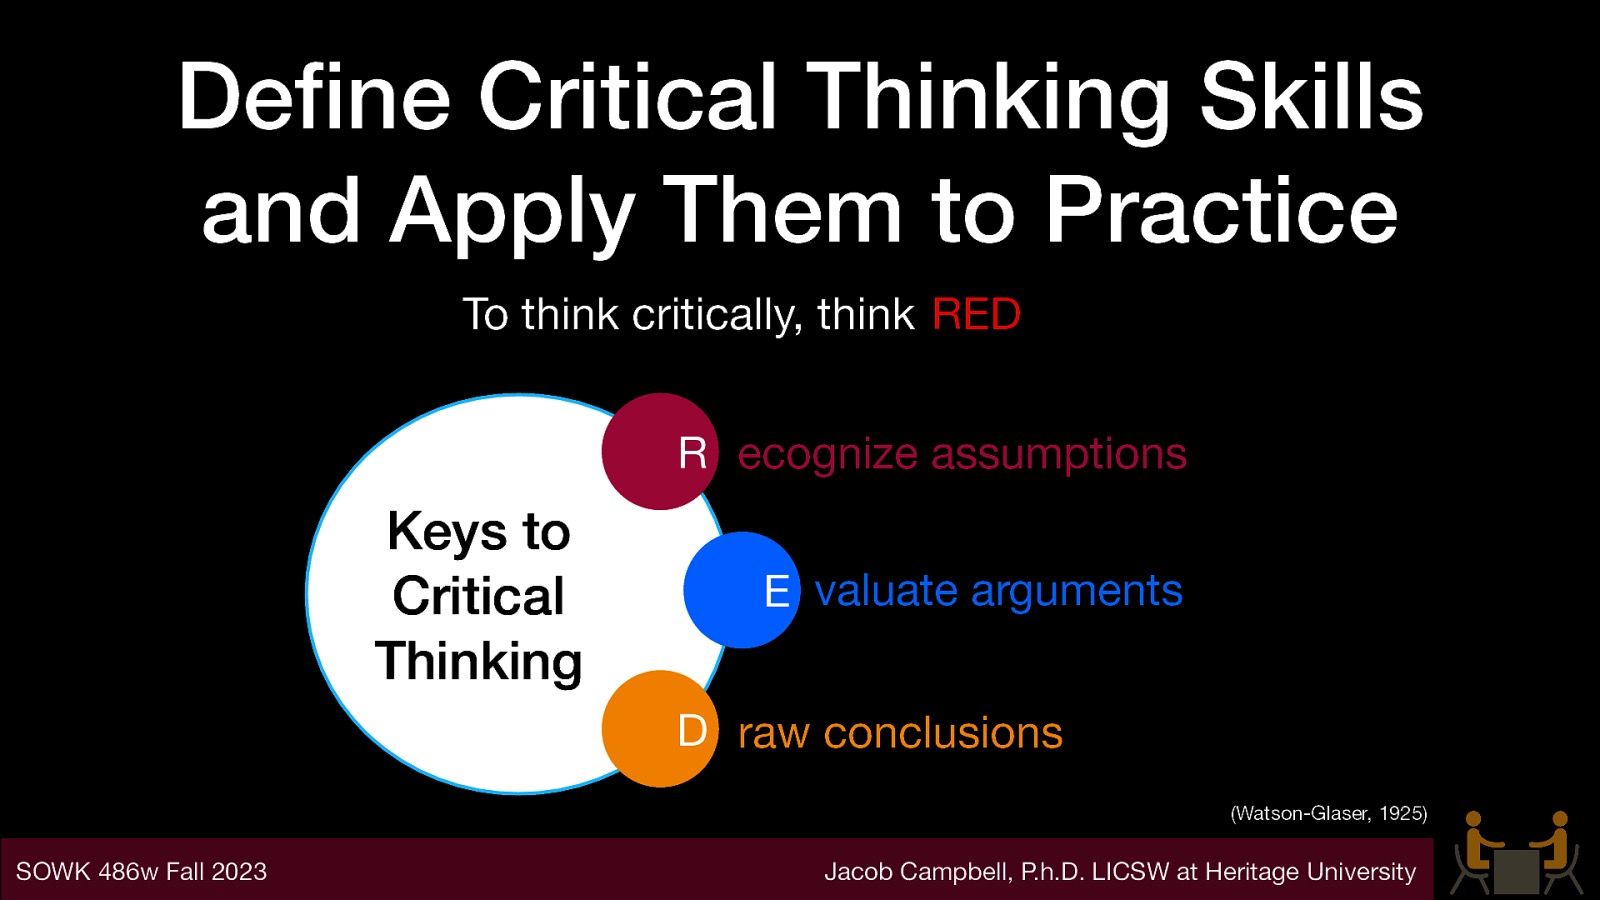 Define Critical Thinking Skills
and Apply Them to Practice
To think critically, think RED
Keys to
Critical
Thinking
R ecognize assumptions
E valuate arguments
D raw conclusions
(Watson-Glaser, 1925)
SOWK 486w Fall 2023
Jacob Campbell, P.h.D. LICSW at Heritage University